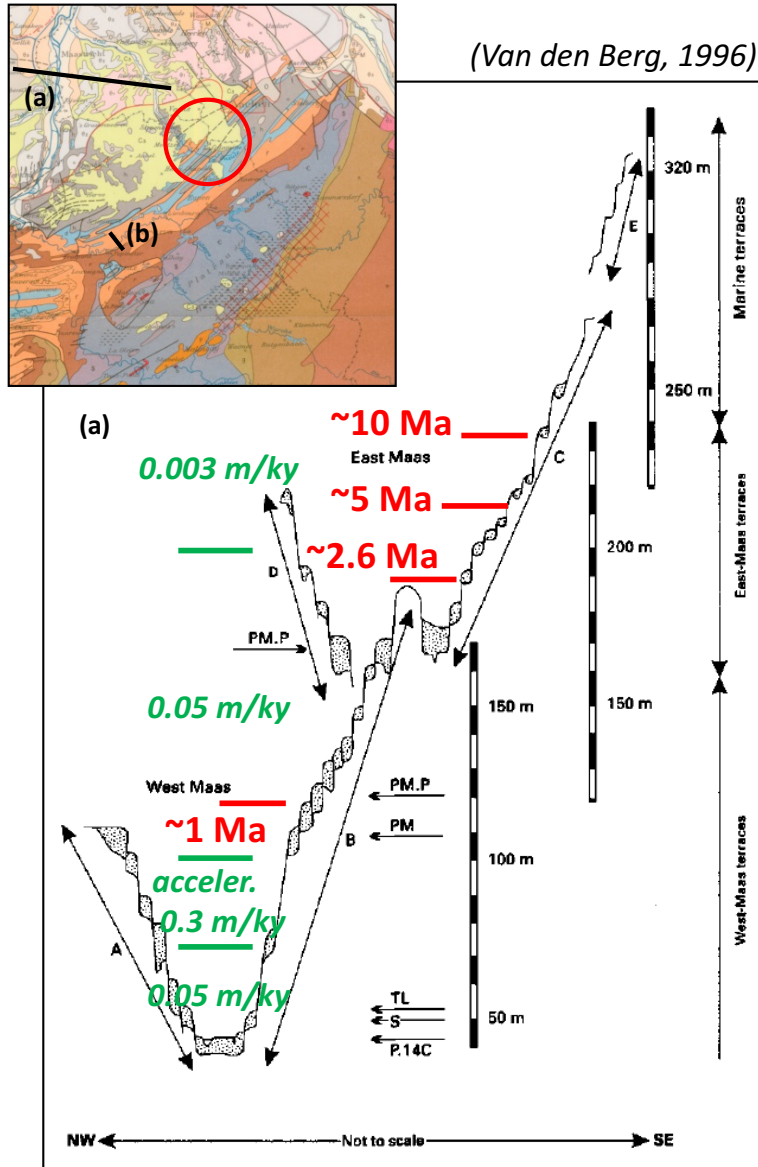 (Van den Berg, 1996)
(a)
(b)
Maastricht
320 m
Marine terraces
E
250 m
(a)
~10 Ma
East Maas
C
0.003 m/ky
~5 Ma
~2.6 Ma
D
200 m
East-Maas terraces
PM.P
0.05 m/ky
150 m
150 m
West Maas
PM.P
~1 Ma
PM
B
100 m
West-Maas terraces
acceler.
0.3 m/ky
A
0.05 m/ky
TL
S
50 m
P.14C
NW
Not to scale
SE